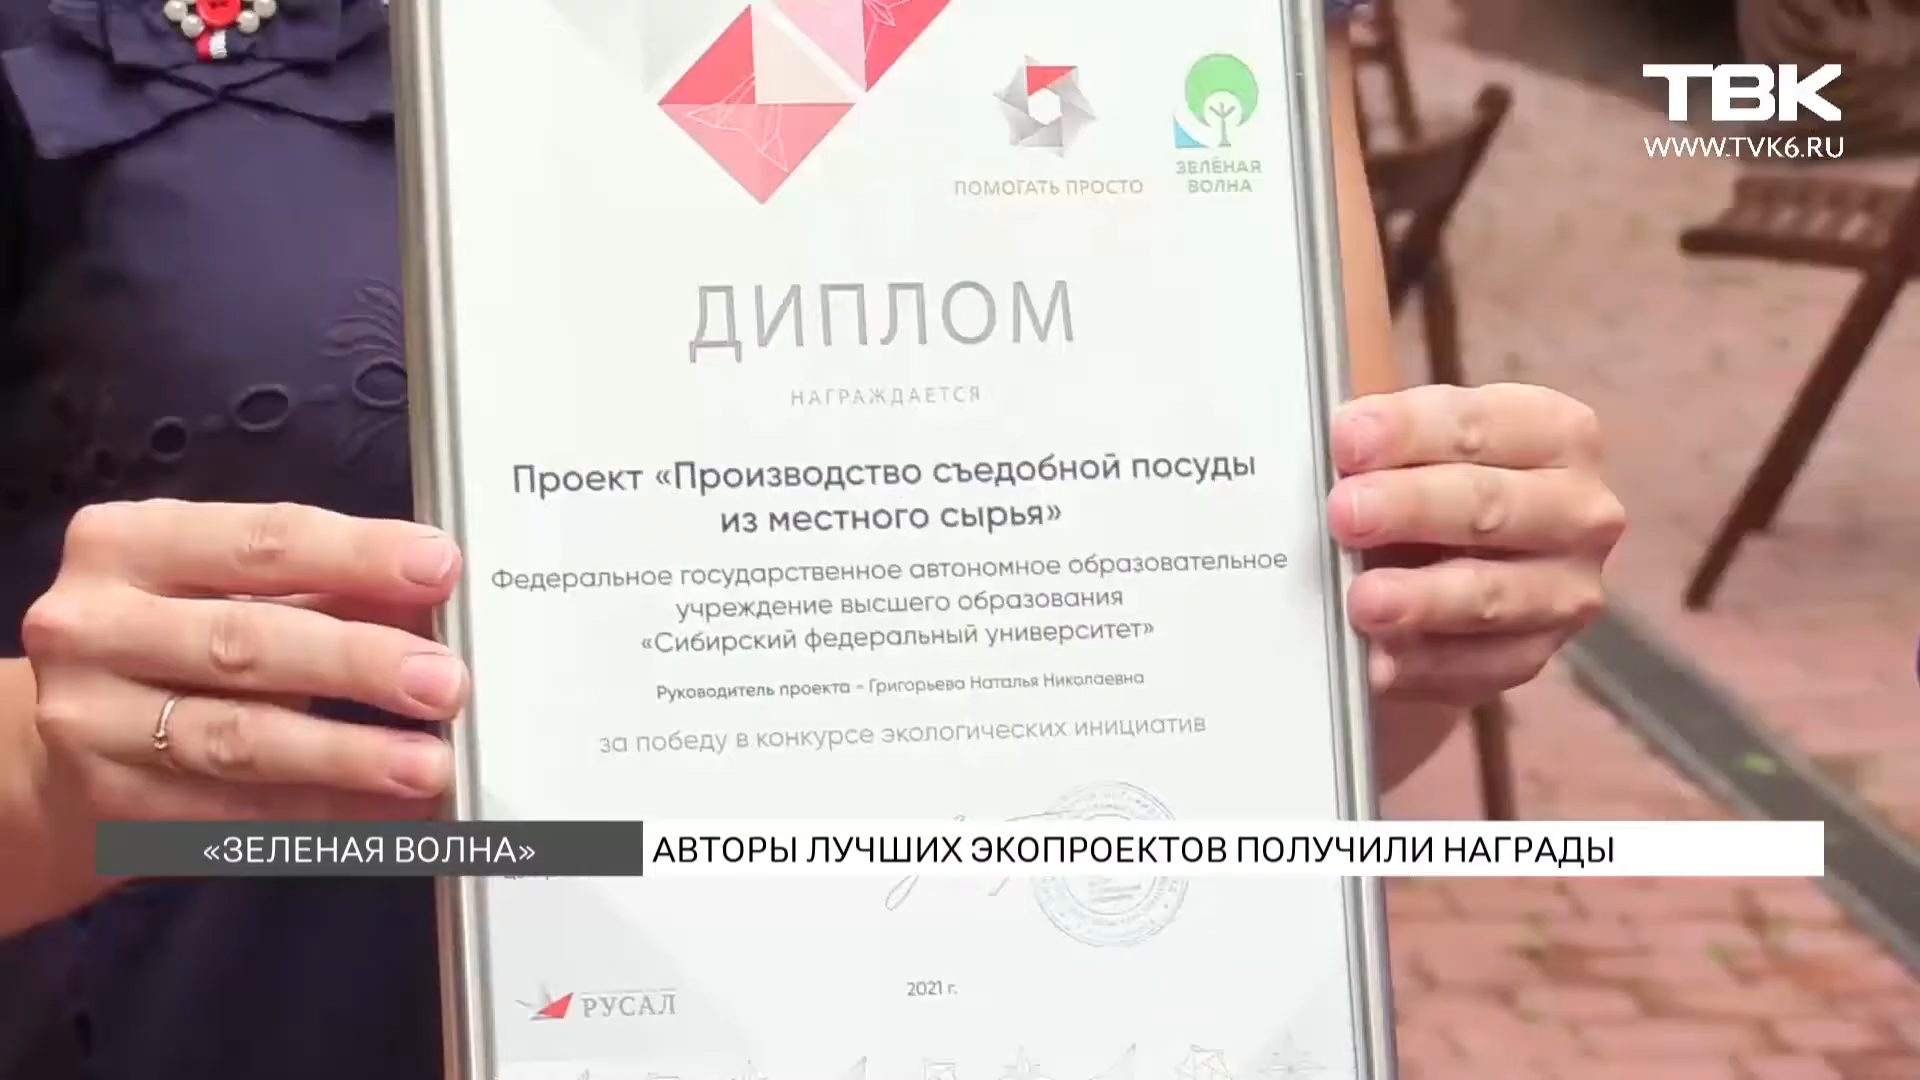 ТВК
WWW.TVK6.RU
ПОМОГАТЬ ПРОСТО
ЗЕЛЁНАЯ
ВОЛНА
ДИПЛОМ
НАГРАЖДАЕТСЯ
Проект «Производство съедобной посуды
из местного сырья»
Федеральное государственное автономное образовательное
учреждение высшего образования
«Сибирский федеральный университет»
Руководитель проекта - Григорьева Наталья Николаевна
за победу в конкурсе экологических инициатив
«ЗЕЛЕНАЯ ВОЛНА» АВТОРЫ ЛУЧШИХ ЭКОПРОЕКТОВ ПОЛУЧИЛИ НАГРАДЫ
РУСАЛ
2021 г.